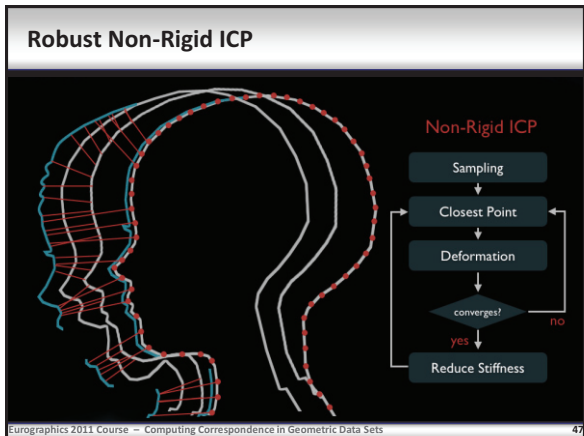 Robust Non-Rigid ICP
Non-Rigid ICP
Sampling
Closest Point
Deformation
converges?
no
yes
Reduce Stiffness
Eurographics 2011 Course – Computing Correspondence in Geometric Data Sets
47